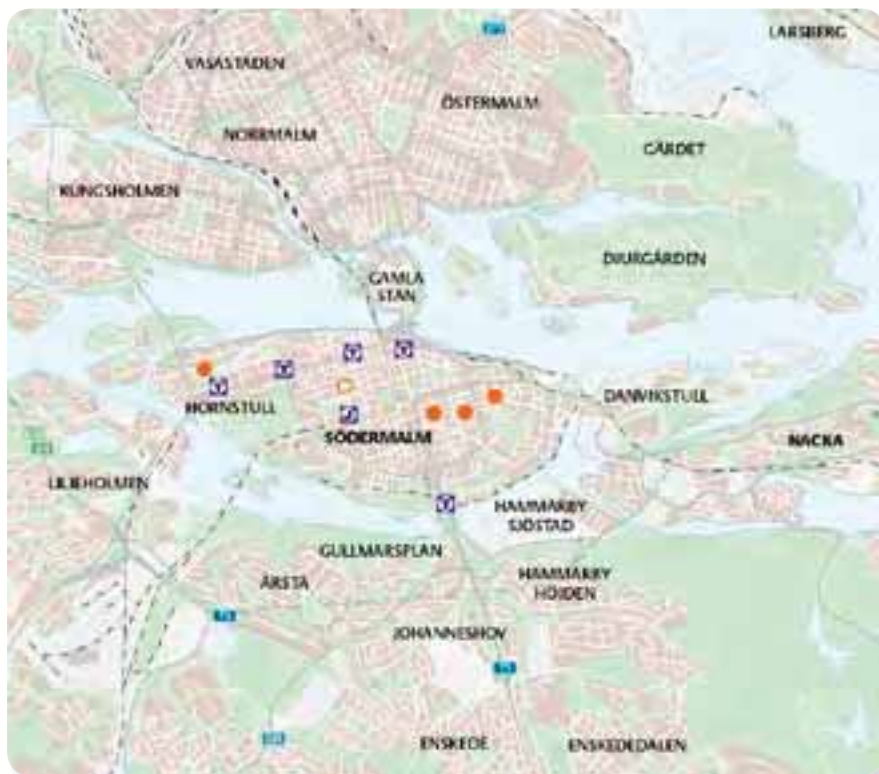 LARSBERG
VASASTADEN
ÖSTERMALM
NORRMALM
GÄRDET
KUNGSHOLMEN
DJURGÅRDEN
GAMLA
STAN
HORNSTULL
DANVIKSTULL
SÖDERMALM
NACKA
LILJEHOLMEN
HAMMARBY
SJÖSTAD
GULLMARSPLAN
ÅRSTA
HAMMARBY
HÖJDEN
JOHANNESHOV
ENSKEDE
ENSKEDEDALEN